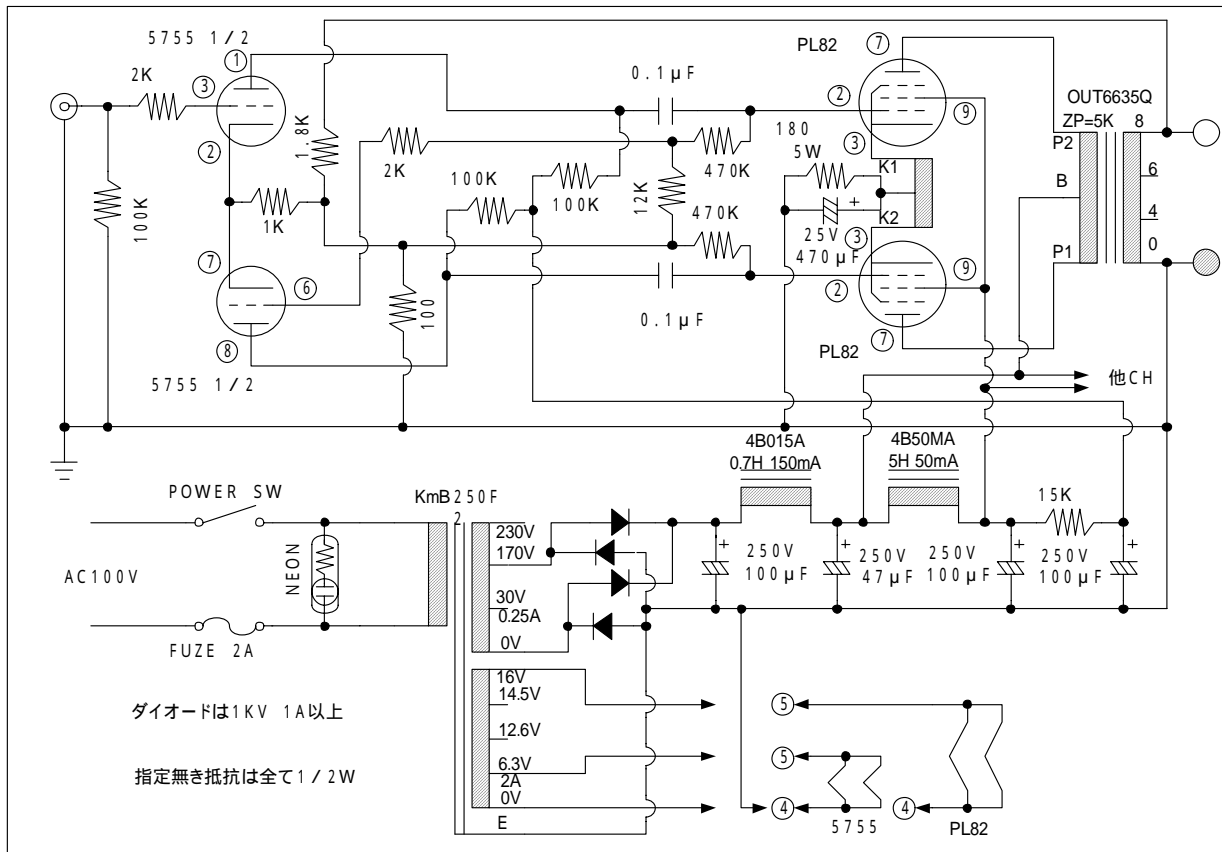 5755 1/2
①
PL82
⑦
2K
③
0.1μF
②
⑨
OUT6635Q
ZP=5K
8
②
1.8K
180
5W
③
P2
6
2K
470K
K1
B
100K
1K
100K
100K
12K
470K
K2
4
25V
470μF
③
P1
0
⑦
⑥
②
⑨
100
0.1μF
⑧
PL82
⑦
5755 1/2
他CH
4B015A
0.7H 150mA
4B50MA
5H 50mA
POWER SW
KmB250F
2
15K
230V
170V
AC100V
NEON
250V
100μF
250V
47μF
250V
100μF
250V
100μF
30V
0.25A
0V
FUZE 2A
16V
14.5V
⑤
ダイオードは1KV 1A以上
12.6V
⑤
指定無き抵抗は全て1/2W
6.3V
2A
0V
④
④
E
5755
PL82
+
+
+
+
+